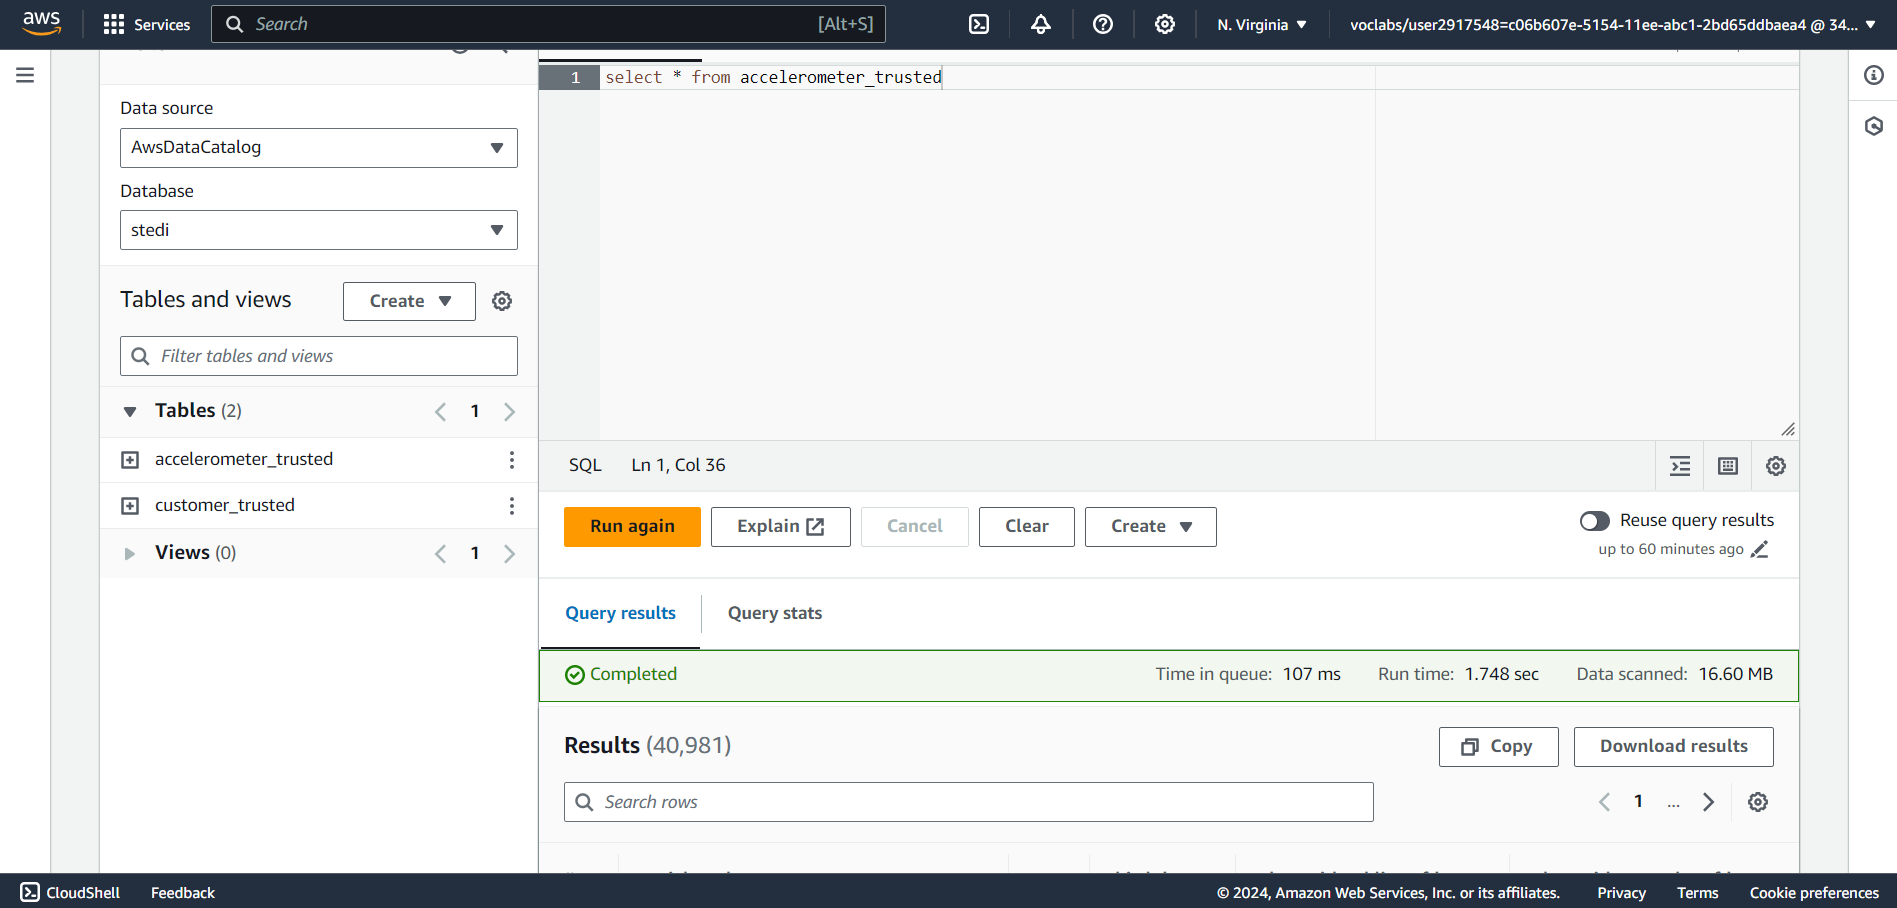 aws
Services
Search
[Alt+S]
N. Virginia
voclabs/user2917548=c06b607e-5154-11ee-abc1-2bd65ddbaea4 @ 34...
Data source
AwsDataCatalog
Database
stedi
Tables and views
Create
Filter tables and views
Tables (2)
1
accelerometer_trusted
customer_trusted
Views (0)
1
1
select * from accelerometer_trusted
SQL
Ln 1, Col 36
Run again
Explain
Cancel
Clear
Create
Reuse query results
up to 60 minutes ago
Query results
Query stats
Completed
Time in queue: 107 ms
Run time: 1.748 sec
Data scanned: 16.60 MB
Results (40,981)
Copy
Download results
Search rows
1
...
CloudShell
Feedback
© 2024, Amazon Web Services, Inc. or its affiliates.
Privacy
Terms
Cookie preferences